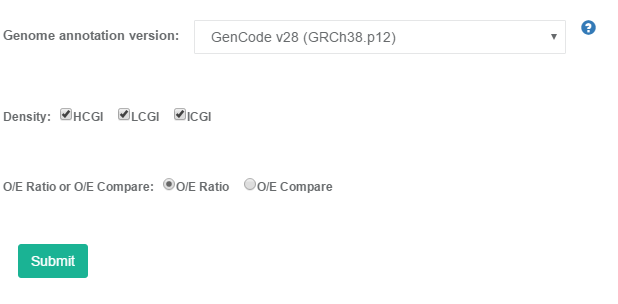 Genome annotation version: GenCode v28 (GRCh38.p12)
Density: HCGI LCGI ICGI
O/E Ratio or O/E Compare: O/E Ratio O/E Compare
Submit